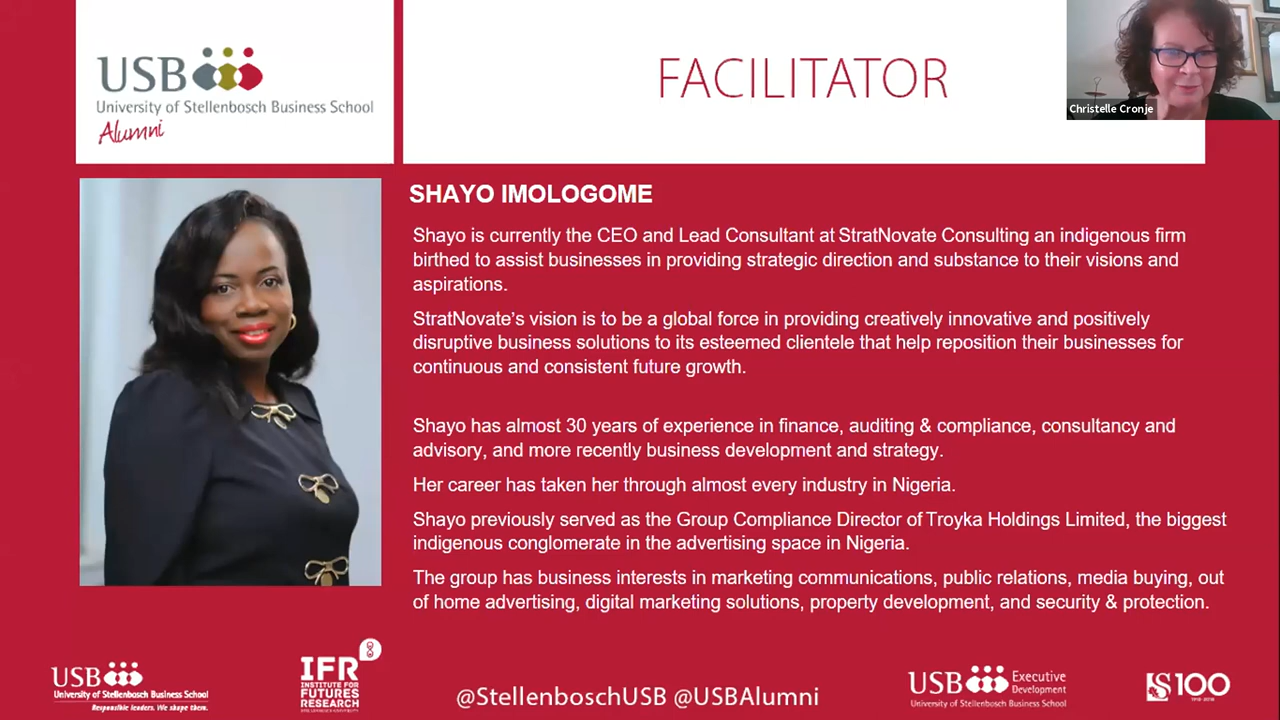 USB
University of Stellenbosch Business School
Alumni
FACILITATOR
Christelle Cronje
SHAYO IMOLOGOME
Shayo is currently the CEO and Lead Consultant at StratNovate Consulting an indigenous firm
birthed to assist businesses in providing strategic direction and substance to their visions and
aspirations.
StratNovate's vision is to be a global force in providing creatively innovative and positively
disruptive business solutions to its esteemed clientele that help reposition their businesses for
continuous and consistent future growth.
Shayo has almost 30 years of experience in finance, auditing & compliance, consultancy and
advisory, and more recently business development and strategy.
Her career has taken her through almost every industry in Nigeria.
Shayo previously served as the Group Compliance Director of Troyka Holdings Limited, the biggest
indigenous conglomerate in the advertising space in Nigeria.
The group has business interests in marketing communications, public relations, media buying, out
of home advertising, digital marketing solutions, property development, and security & protection.
USB
University of Stellenbosch Business School
Responsible leaders. We shape them.
IFR
INSTITUTE FOR
FUTURES
RESEARCH
@StellenboschUSB @USBAlumni
USB Executive
Development
University of Stellenbosch Business School
S100